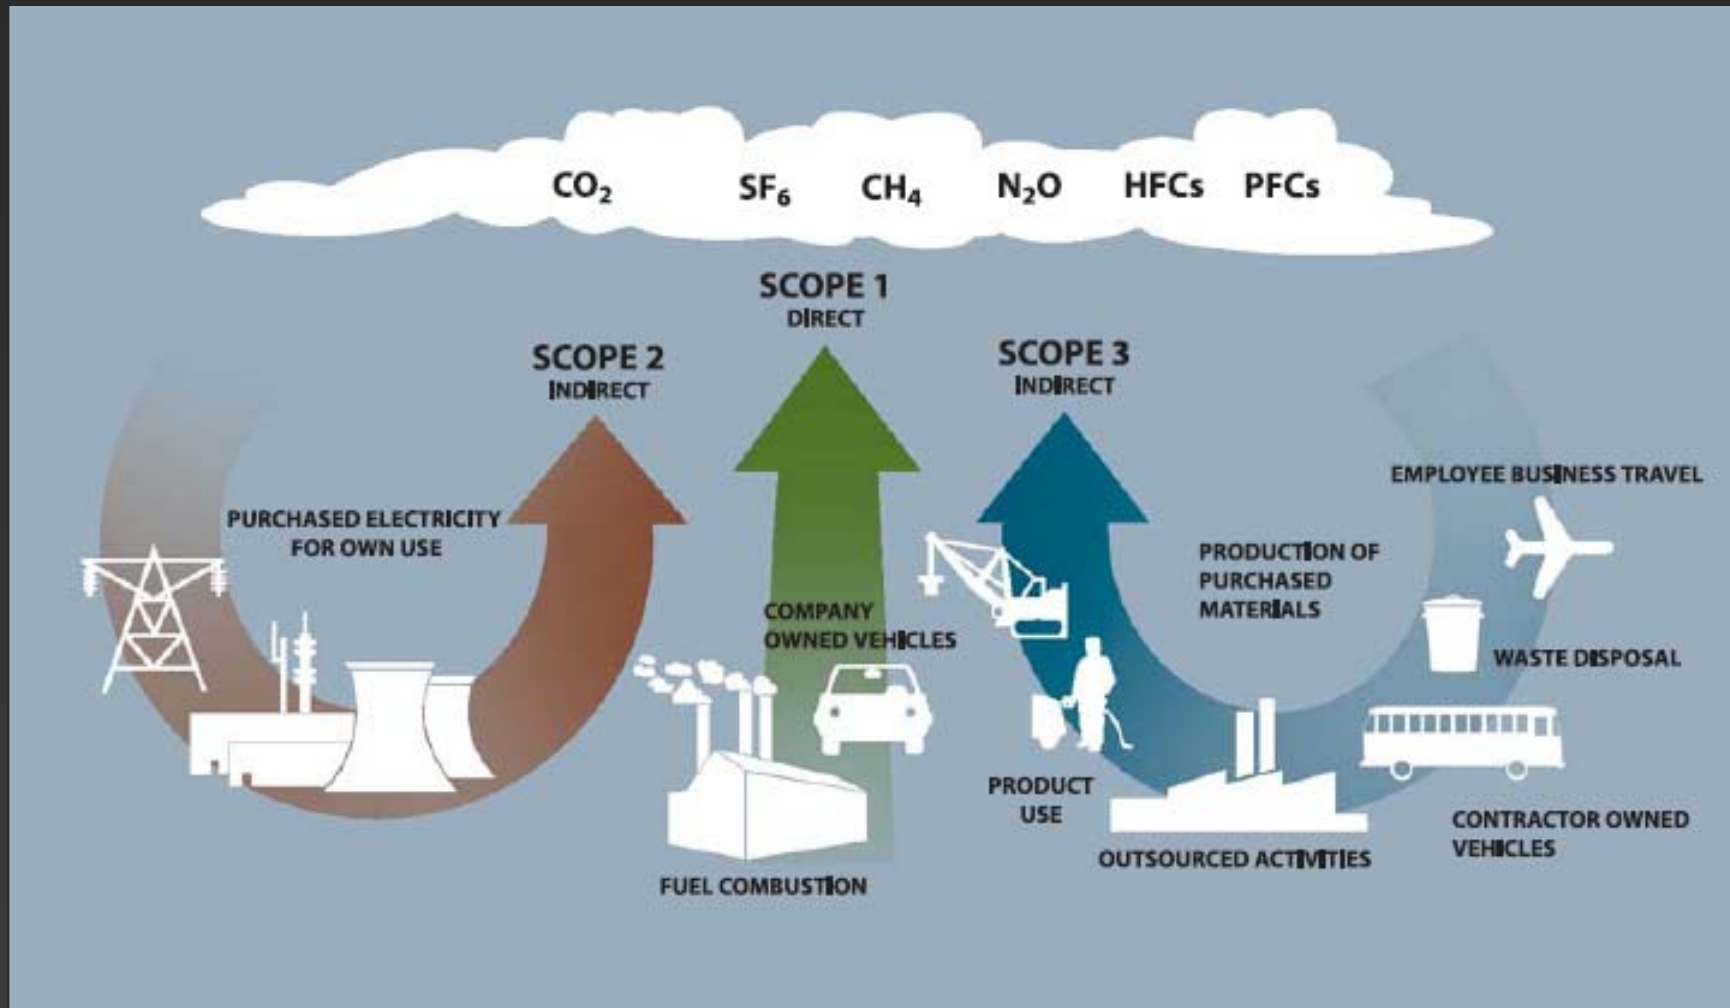 CO₂ SF₆ CH₄ N₂O HFCs PFCs
SCOPE 1
DIRECT
SCOPE 2
INDIRECT
SCOPE 3
INDIRECT
PURCHASED ELECTRICITY
FOR OWN USE
COMPANY
OWNED VEHICLES
FUEL COMBUSTION
EMPLOYEE BUSINESS TRAVEL
PRODUCTION OF
PURCHASED
MATERIALS
WASTE DISPOSAL
PRODUCT
USE
OUTSOURCED ACTIVITIES
CONTRACTOR OWNED
VEHICLES